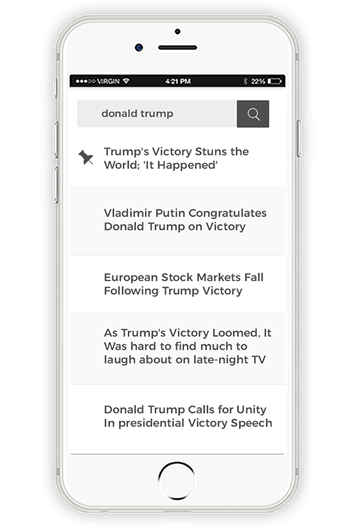 VIRGIN 4:21 PM 22%
donald trump
Trump's Victory Stuns the
World; 'It Happened'
Vladimir Putin Congratulates
Donald Trump on Victory
European Stock Markets Fall
Following Trump Victory
As Trump's Victory Loomed, It
Was hard to find much to
laugh about on late-night TV
Donald Trump Calls for Unity
In presidential Victory Speech